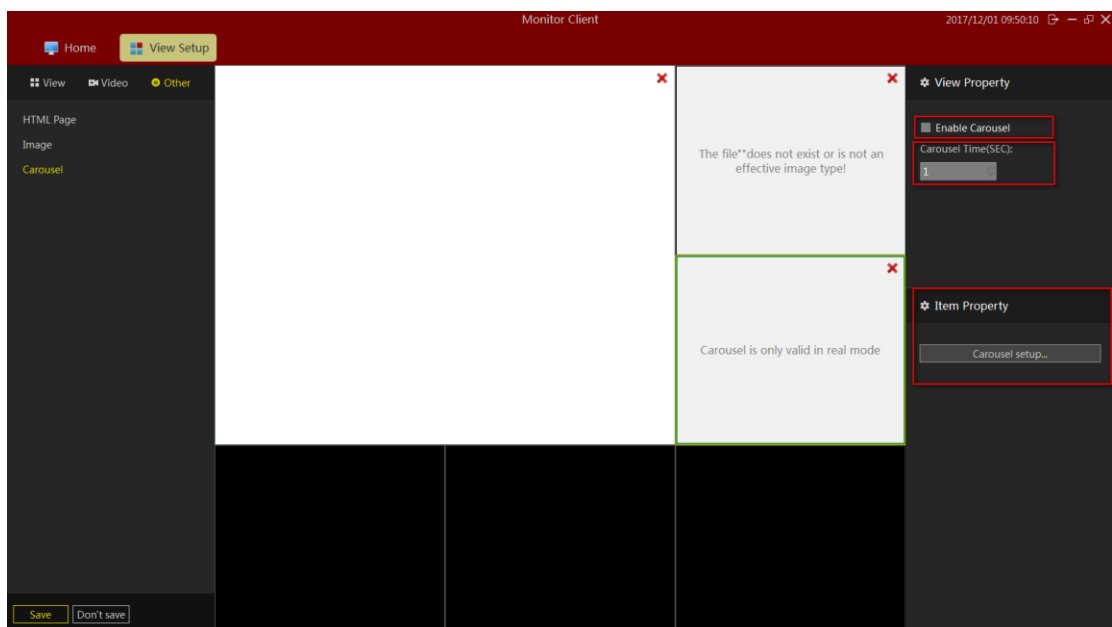 Monitor Client
2017/12/01 09:50:10
Home
View Setup
View
Video
Other
HTML Page
Image
Carousel
The file""does not exist or is not an
effective image type!
Carousel is only valid in real mode
View Property
Enable Carousel
Carousel Time(SEC):
1
Item Property
Carousel setup...
Save
Don't save